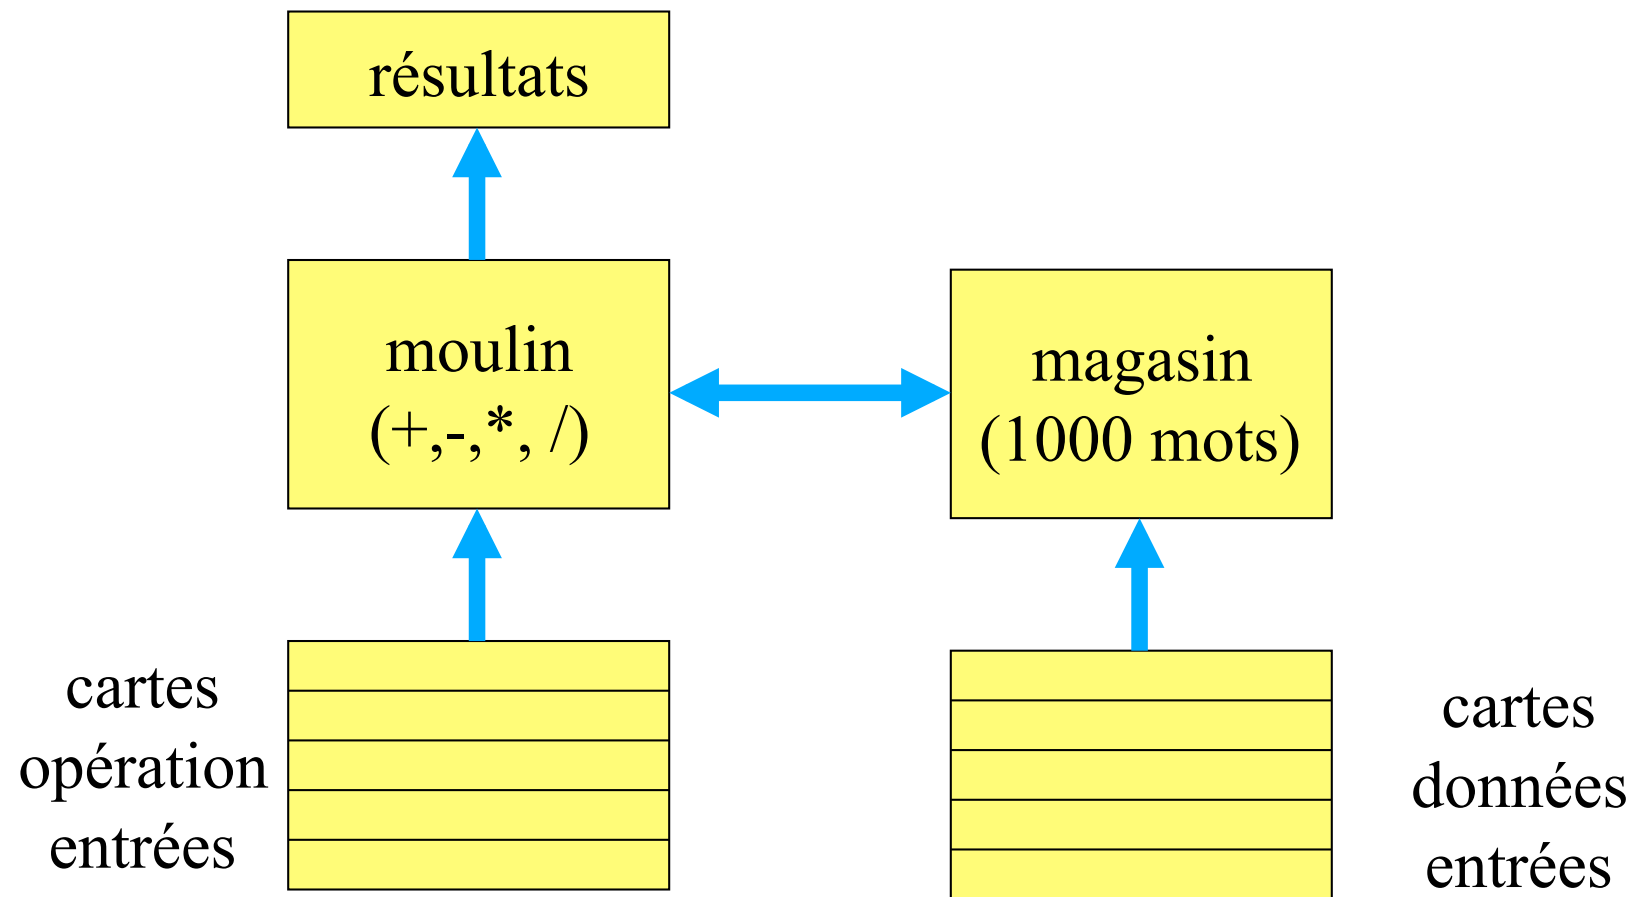 résultats
moulin
(+,-,*, /)
magasin
(1000 mots)
cartes
opération
entrées
cartes
données
entrées